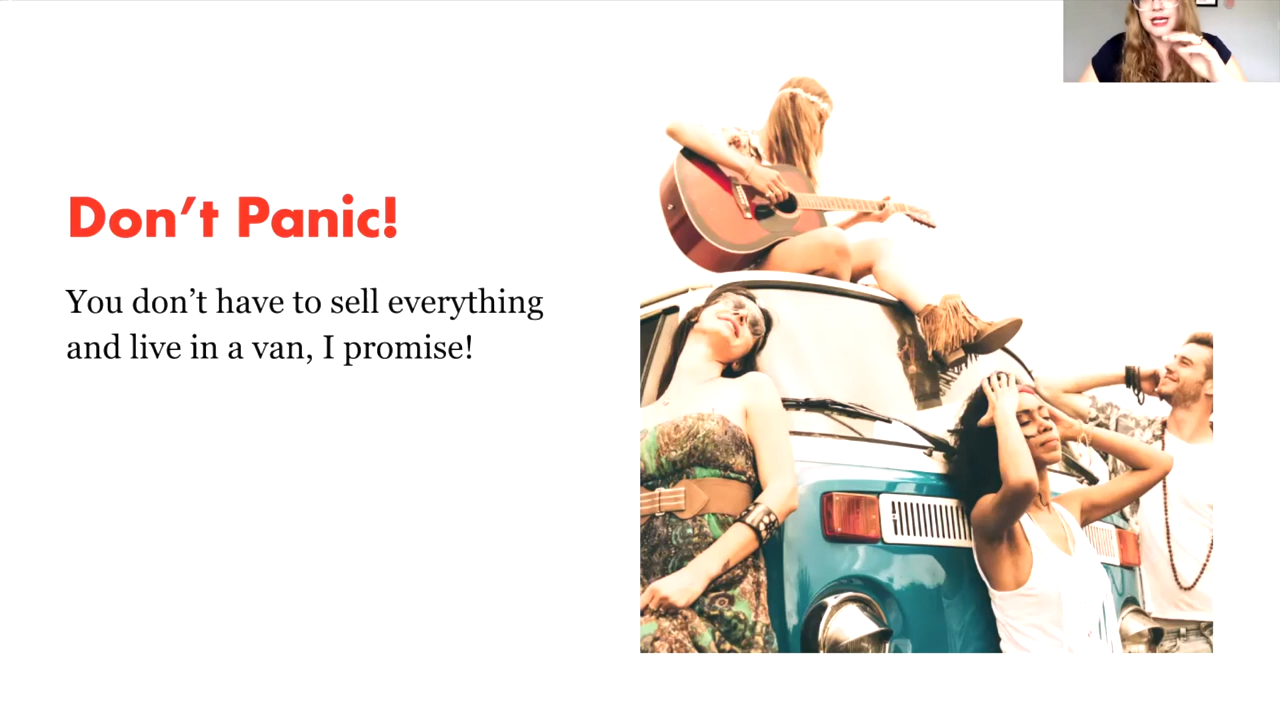 Don’t Panic!
You don’t have to sell everything
and live in a van, I promise!